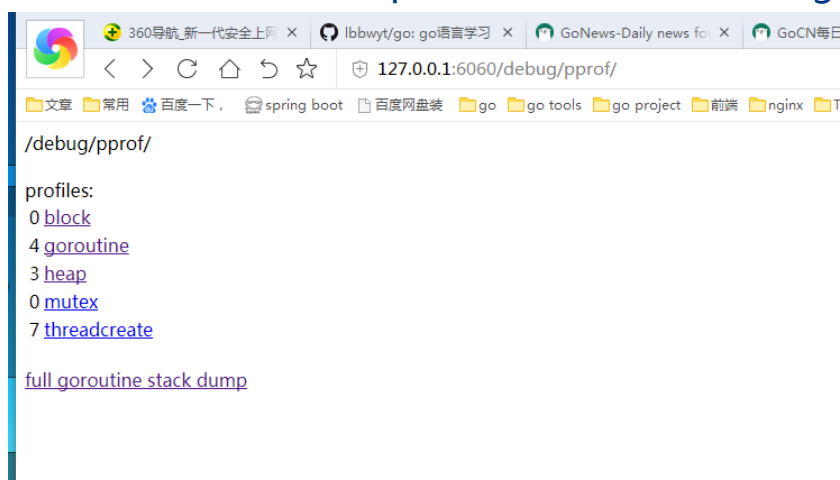 360导航_新一代安全上网
lbbwyt/go: go语言学习
GoNews-Daily news fo
GoCN每日
127.0.0.1:6060/debug/pprof/
文章 常用 百度一下, spring boot 百度网盘装 go go tools go project 前端 nginx T
/debug/pprof/
profiles:
0 block
4 goroutine
3 heap
0 mutex
7 threadcreate
full goroutine stack dump